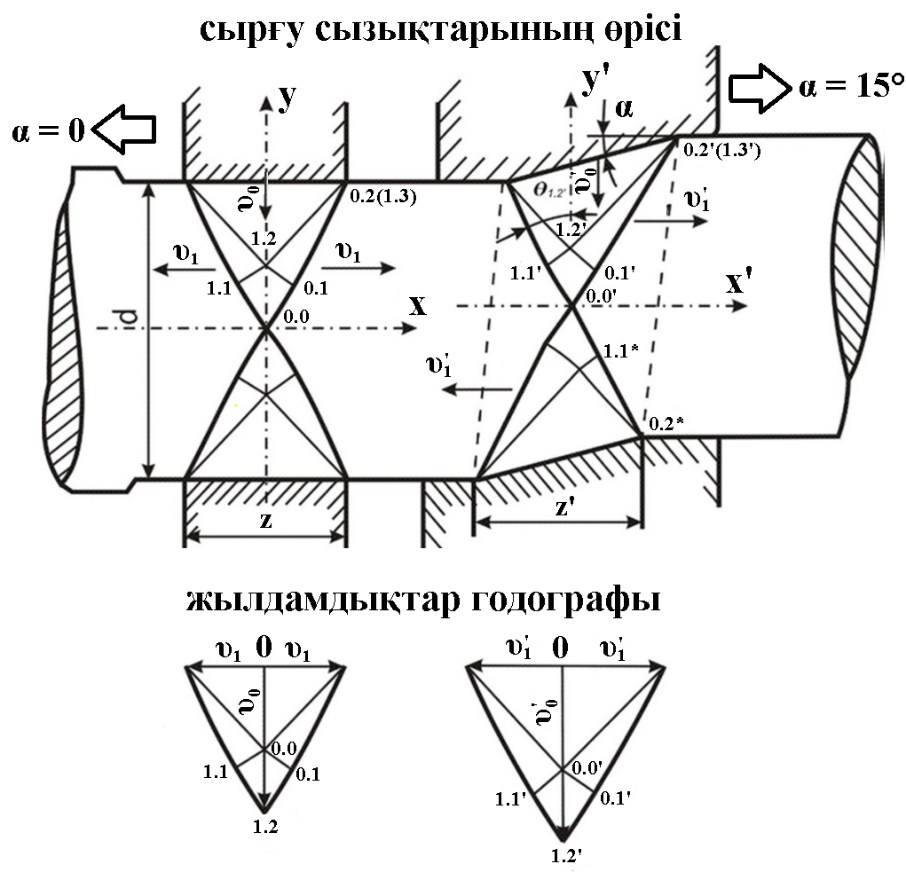 сырғу сызықтарының өрісі
α = 0
y
y'
α
α = 15°
υ₀
0.2(1.3)
θ₁.₂'
υ'₀
0.2'(1.3')
1.2
1.2'
υ'₁
υ₁
υ₁
1.1
0.1
1.1'
0.1'
0.0
x
0.0'
x'
d
1.1*
υ'₁
0.2*
z
z'
жылдамдықтар годографы
υ₁ 0 υ₁
υ'₁ 0 υ'₁
υ₀
υ'₀
0.0
0.0'
1.1
0.1
1.1'
0.1'
1.2
1.2'